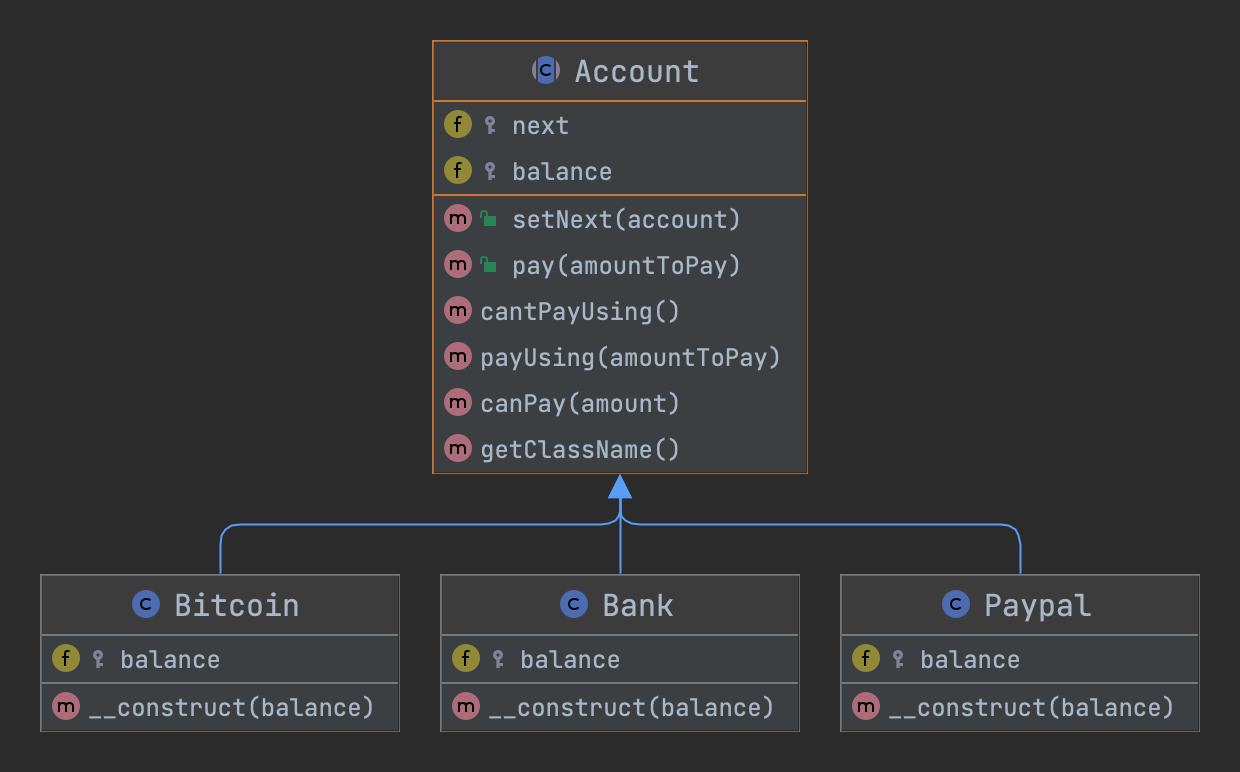 Account
next
balance
setNext(account)
pay(amountToPay)
cantPayUsing()
payUsing(amountToPay)
canPay(amount)
getClassName()
Bitcoin
balance
__construct(balance)
Bank
balance
__construct(balance)
Paypal
balance
__construct(balance)